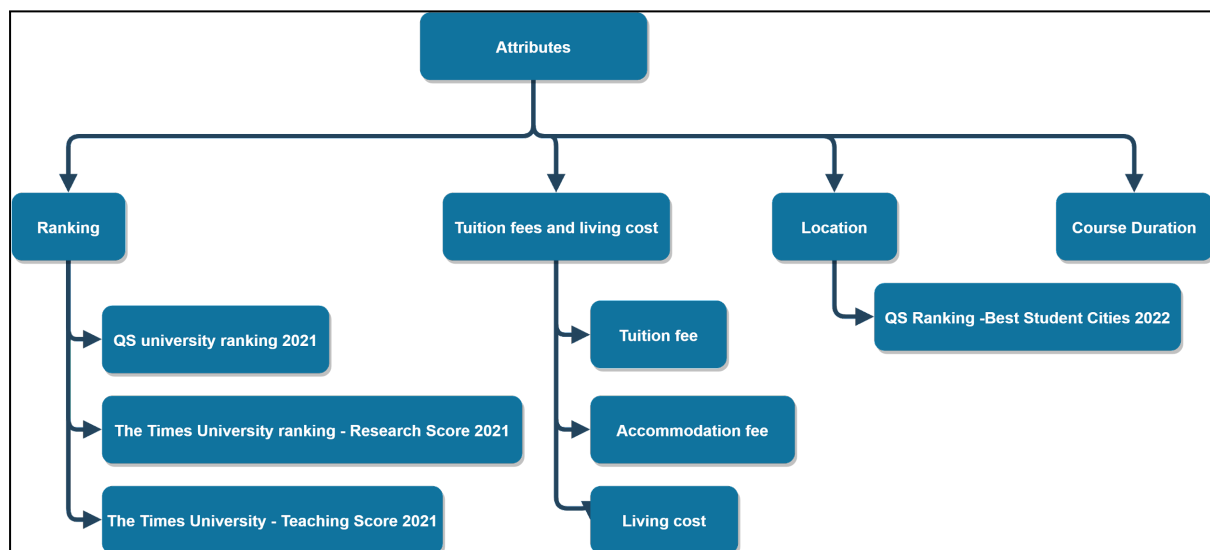 Attributes
Ranking
Tuition fees and living cost
Location
Course Duration
QS university ranking 2021
The Times University ranking - Research Score 2021
The Times University - Teaching Score 2021
Tuition fee
Accommodation fee
Living cost
QS Ranking -Best Student Cities 2022